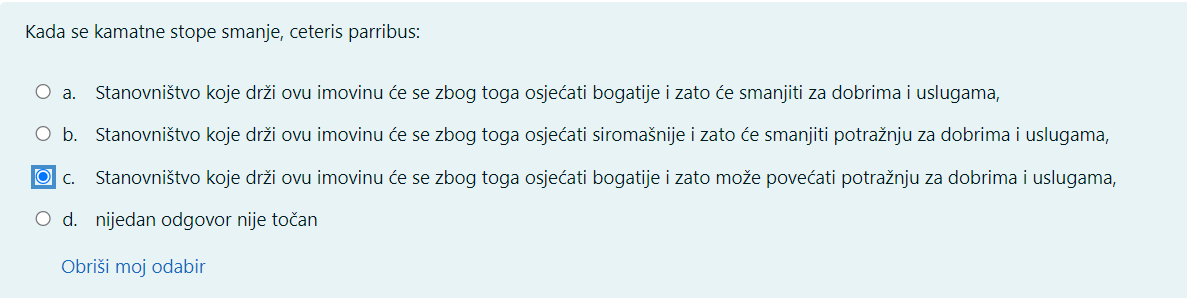 Kada se kamatne stope smanje, ceteris parribus:
a. Stanovništvo koje drži ovu imovinu će se zbog toga osjećati bogatije i zato će smanjiti za dobrima i uslugama,
b. Stanovništvo koje drži ovu imovinu će se zbog toga osjećati siromašnije i zato će smanjiti potražnju za dobrima i uslugama,
c. Stanovništvo koje drži ovu imovinu će se zbog toga osjećati bogatije i zato može povećati potražnju za dobrima i uslugama,
d. nijedan odgovor nije točan
Obriši moj odabir